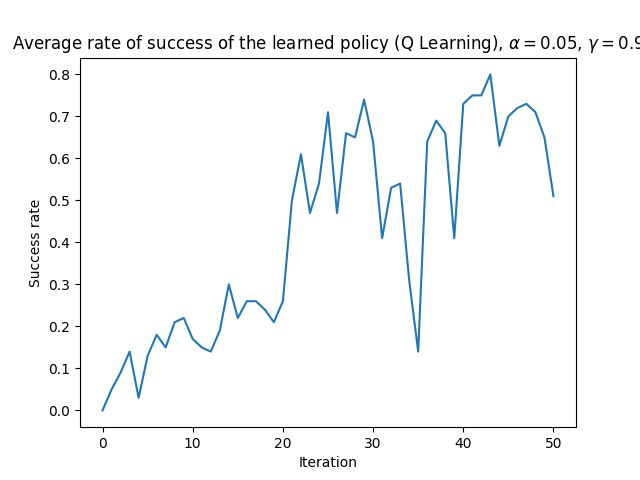 Average rate of success of the learned policy (Q Learning), α = 0.05, γ = 0.9
0.8
0.7
0.6
0.5
0.4
0.3
0.2
0.1
0.0
Success rate
0 10 20 30 40 50
Iteration